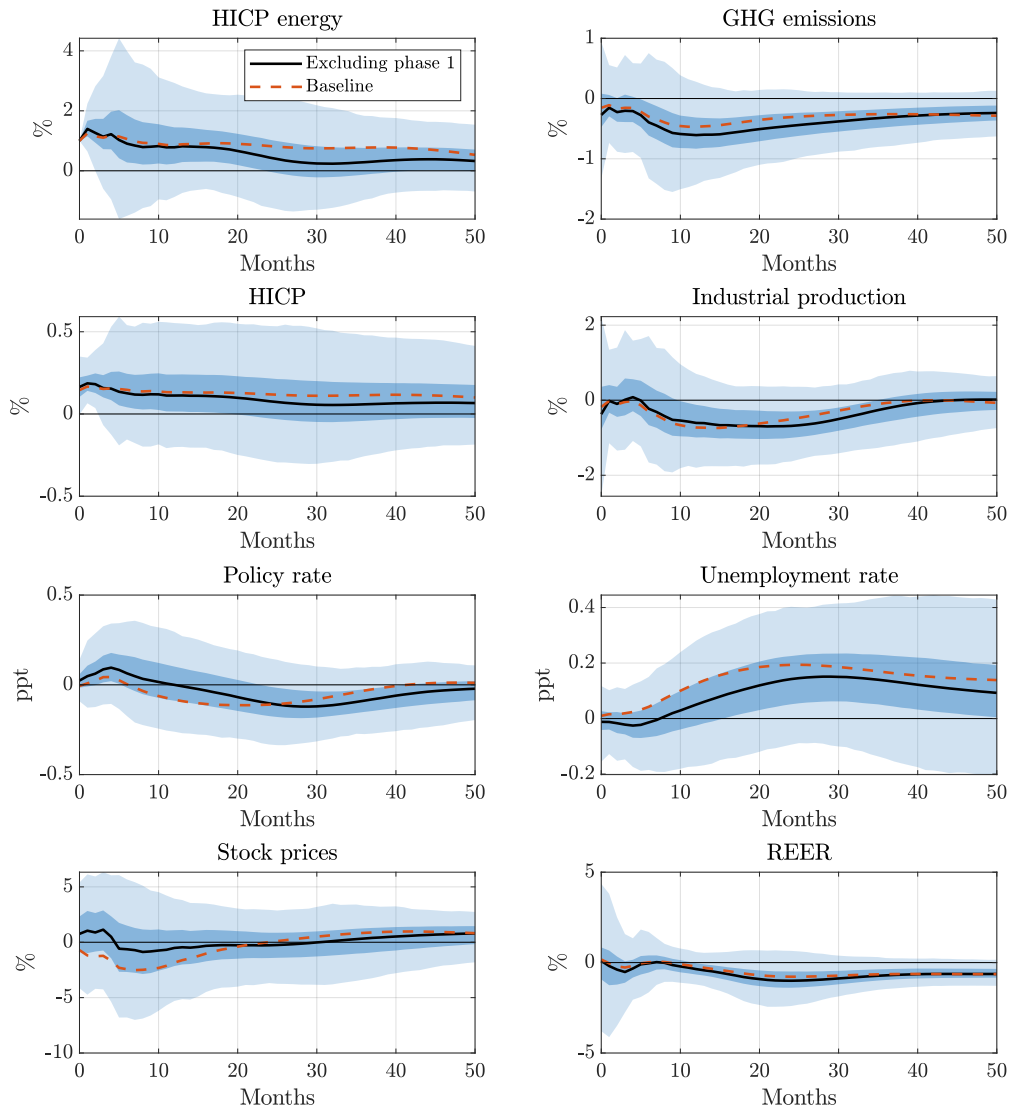 HICP energy
4
2
0
%
Excluding phase 1
Baseline
0 10 20 30 40 50
Months
GHG emissions
1
0
-1
-2
%
0 10 20 30 40 50
Months
HICP
0.5
0
-0.5
%
0 10 20 30 40 50
Months
Industrial production
2
0
-2
%
0 10 20 30 40 50
Months
Policy rate
0.5
0
-0.5
ppt
0 10 20 30 40 50
Months
Unemployment rate
0.4
0.2
0
-0.2
ppt
0 10 20 30 40 50
Months
Stock prices
5
0
-5
-10
%
0 10 20 30 40 50
Months
REER
5
0
-5
%
0 10 20 30 40 50
Months